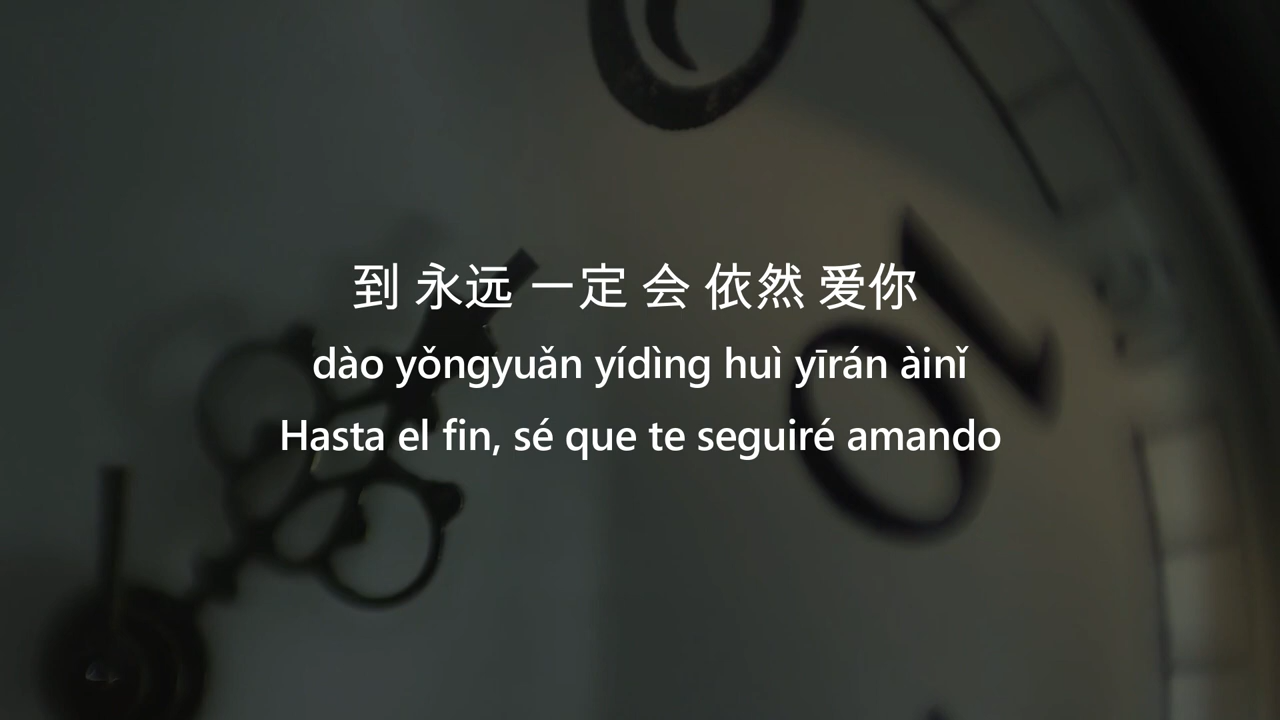 到 永远 一定 会 依然 爱你
dào yǒngyuǎn yídìng huì yīrán àinǐ
Hasta el fin, sé que te seguiré amando
10